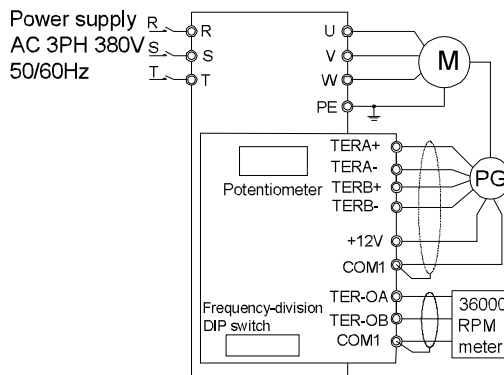 Power supply
AC 3PH 380V
50/60Hz
R
S
T
R
S
T
U
V
W
PE
M
TERA+
TERA-
TERB+
TERB-
+12V
COM1
PG
Potentiometer
Frequency-division
DIP switch
TER-OA
TER-OB
COM1
36000
RPM
meter